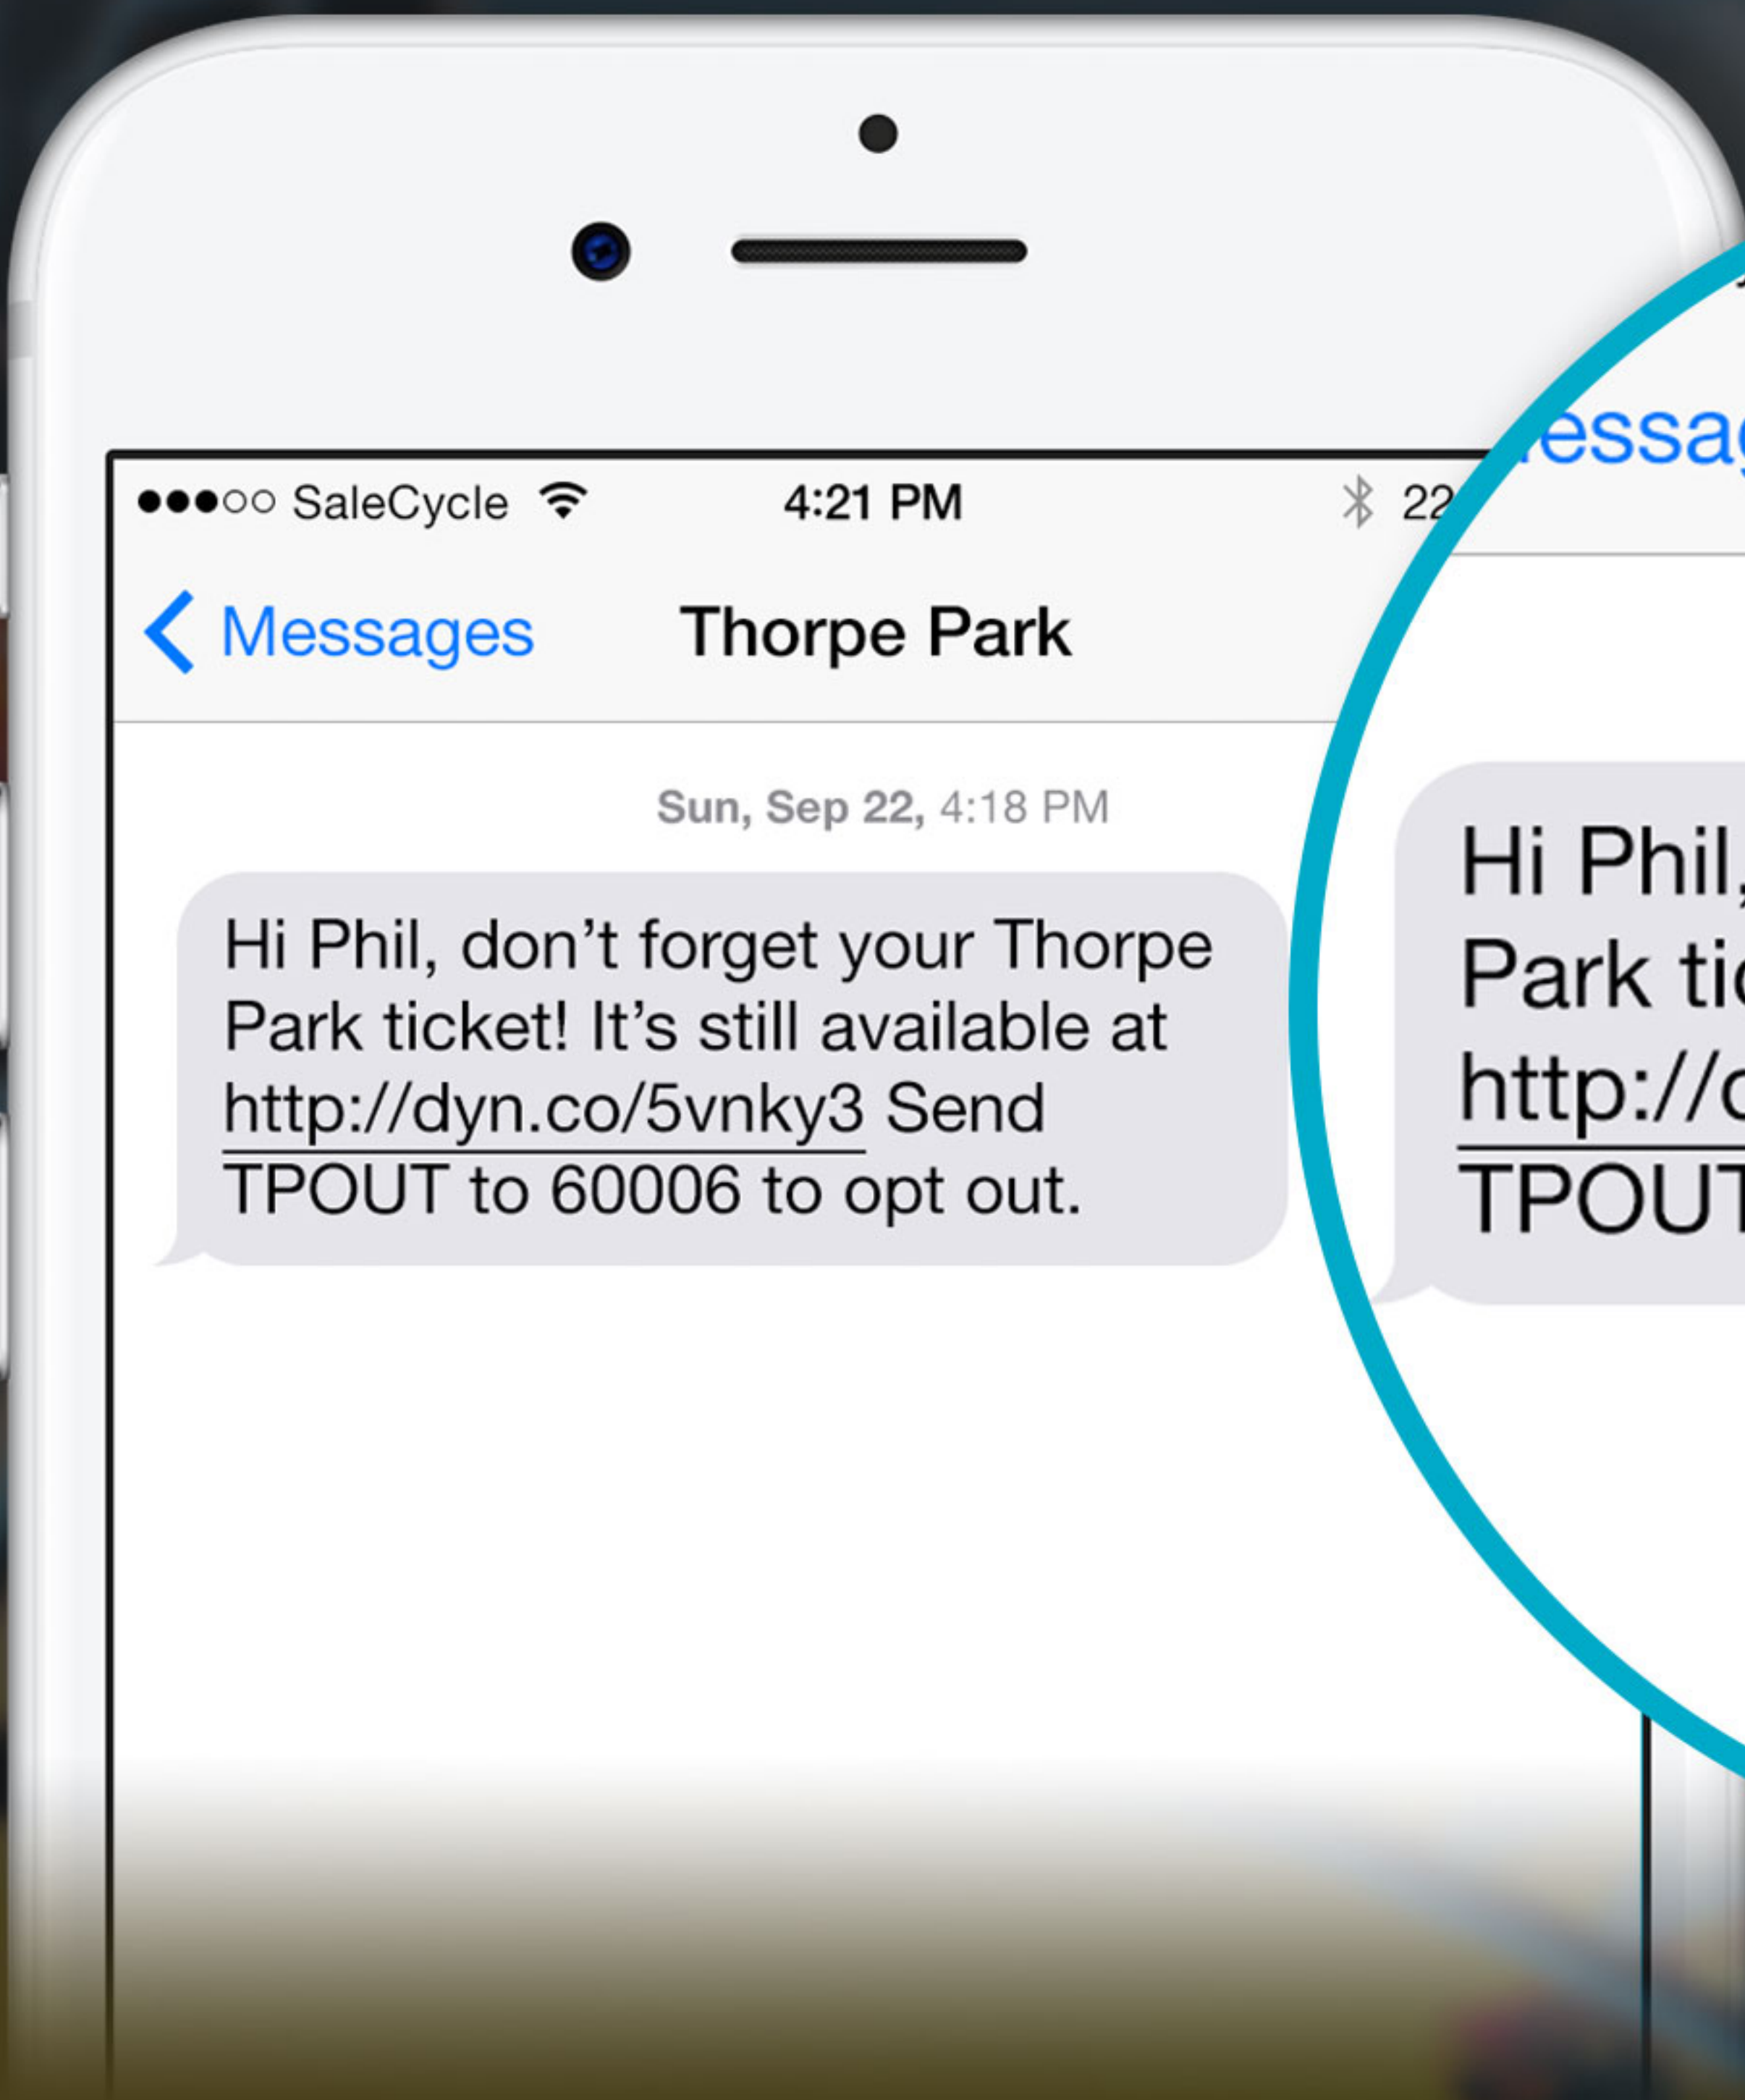 SaleCycle 4:21 PM 22
Messages Thorpe Park
Sun, Sep 22, 4:18 PM
Hi Phil, don’t forget your Thorpe
Park ticket! It’s still available at
http://dyn.co/5vnky3 Send
TPOUT to 60006 to opt out.
essag
Hi Phil,
Park tic
http://d
TPOUT